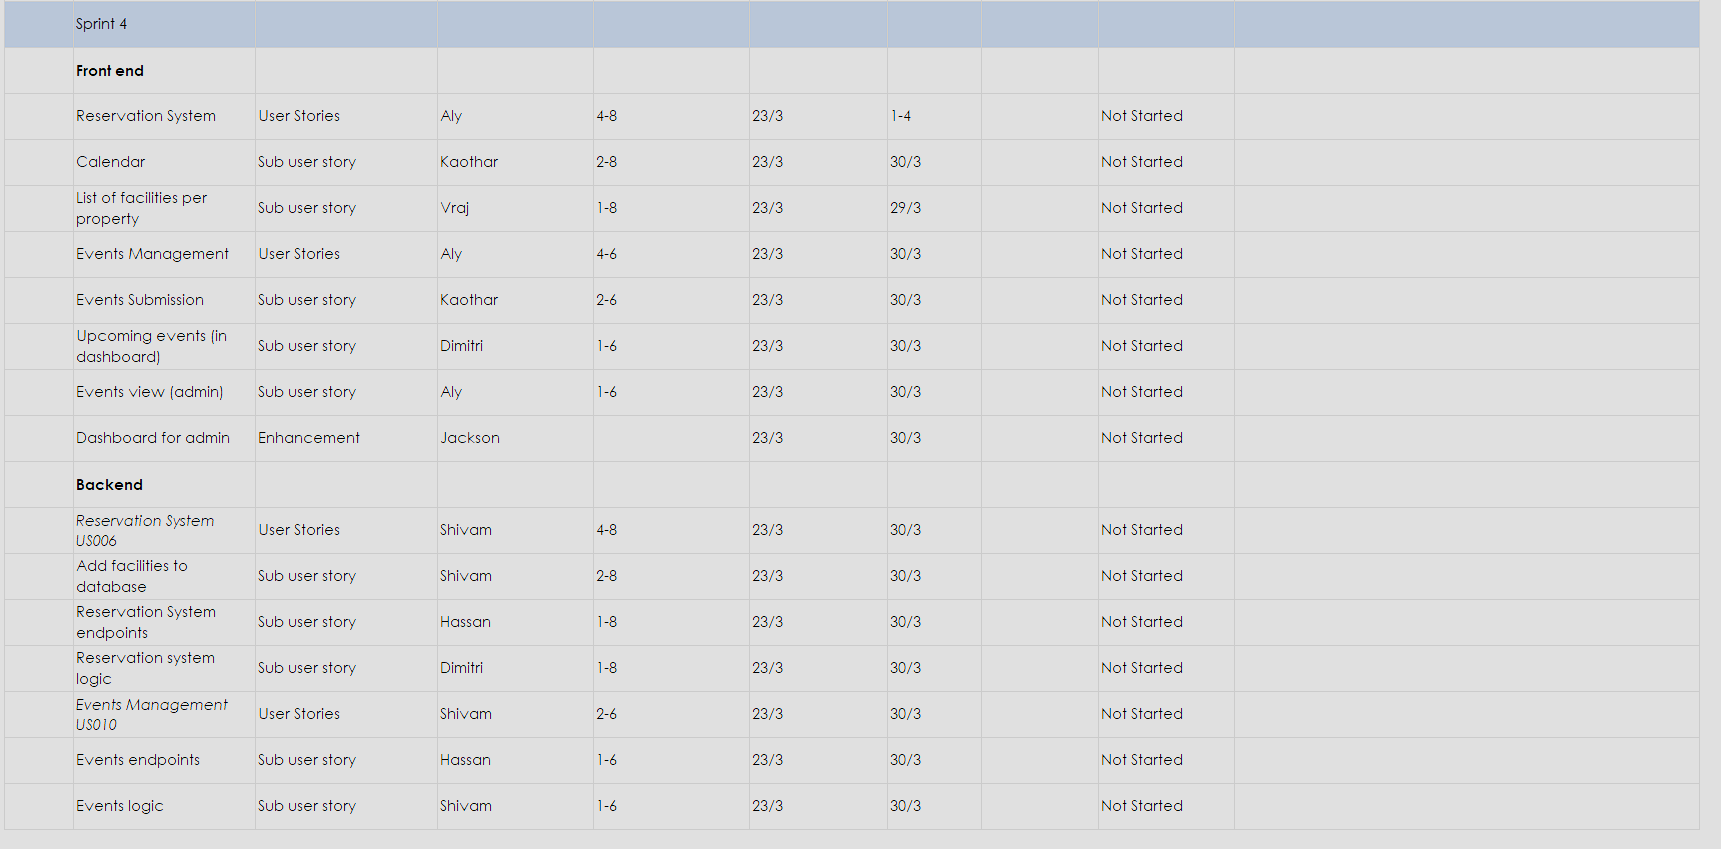 Sprint 4
Front end
Reservation System User Stories Aly 4-8 23/3 1-4 Not Started
Calendar Sub user story Kaothar 2-8 23/3 30/3 Not Started
List of facilities per property Sub user story Vraj 1-8 23/3 29/3 Not Started
Events Management User Stories Aly 4-6 23/3 30/3 Not Started
Events Submission Sub user story Kaothar 2-6 23/3 30/3 Not Started
Upcoming events (in dashboard) Sub user story Dimitri 1-6 23/3 30/3 Not Started
Events view (admin) Sub user story Aly 1-6 23/3 30/3 Not Started
Dashboard for admin Enhancement Jackson 23/3 30/3 Not Started
Backend
Reservation System US006 User Stories Shivam 4-8 23/3 30/3 Not Started
Add facilities to database Sub user story Shivam 2-8 23/3 30/3 Not Started
Reservation System endpoints Sub user story Hassan 1-8 23/3 30/3 Not Started
Reservation system logic Sub user story Dimitri 1-8 23/3 30/3 Not Started
Events Management US010 User Stories Shivam 2-6 23/3 30/3 Not Started
Events endpoints Sub user story Hassan 1-6 23/3 30/3 Not Started
Events logic Sub user story Shivam 1-6 23/3 30/3 Not Started